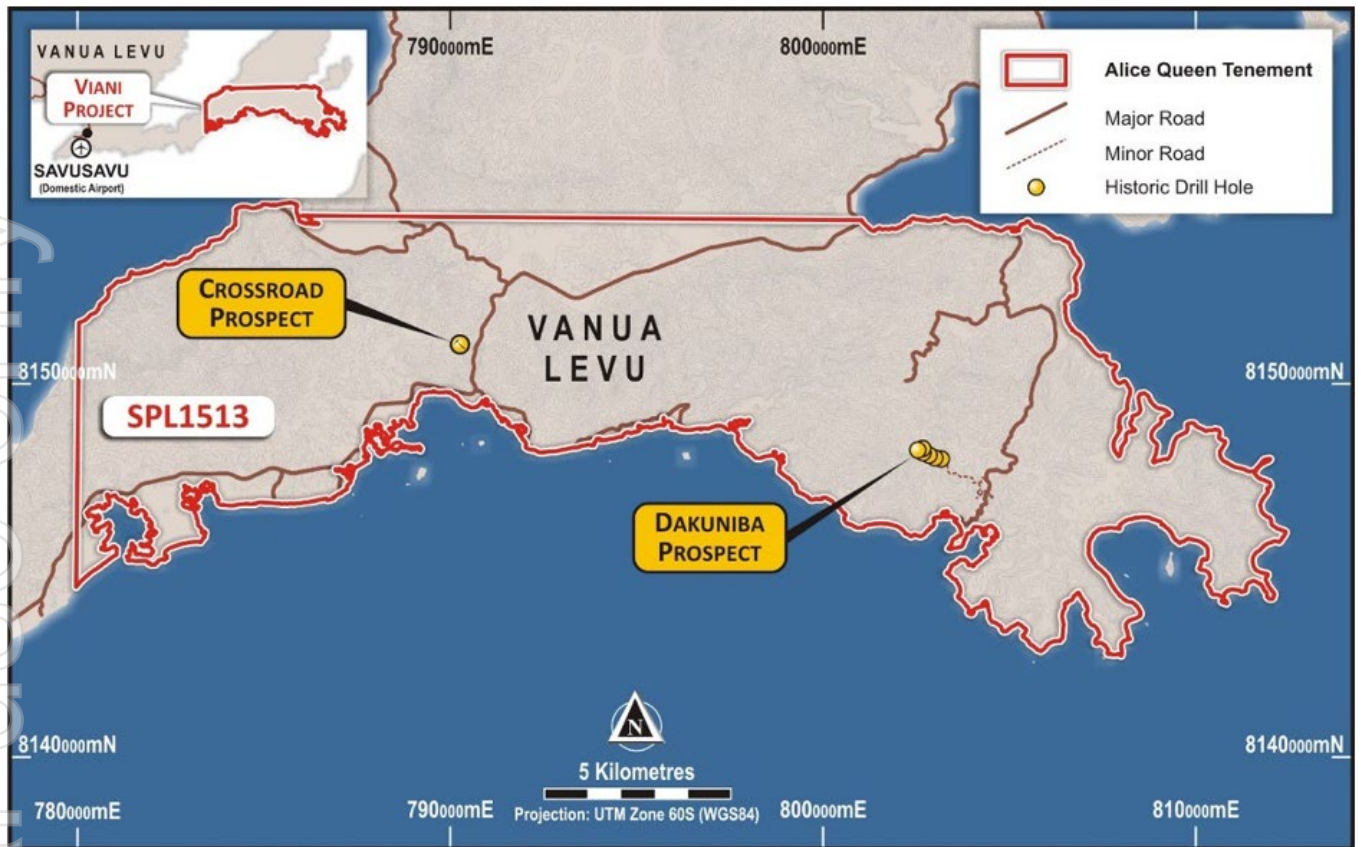 VANUA LEVU
VIANI
PROJECT
SAVUSAVU
(Domestic Airport)
790000mE
800000mE
Alice Queen Tenement
Major Road
Minor Road
Historic Drill Hole
CROSSROAD
PROSPECT
VANUA
LEVU
8150000mN
8150000mN
SPL1513
DAKUNIBA
PROSPECT
N
8140000mN
8140000mN
5 Kilometres
780000mE
790000mE
Projection: UTM Zone 60S (WGS84)
800000mE
810000mE